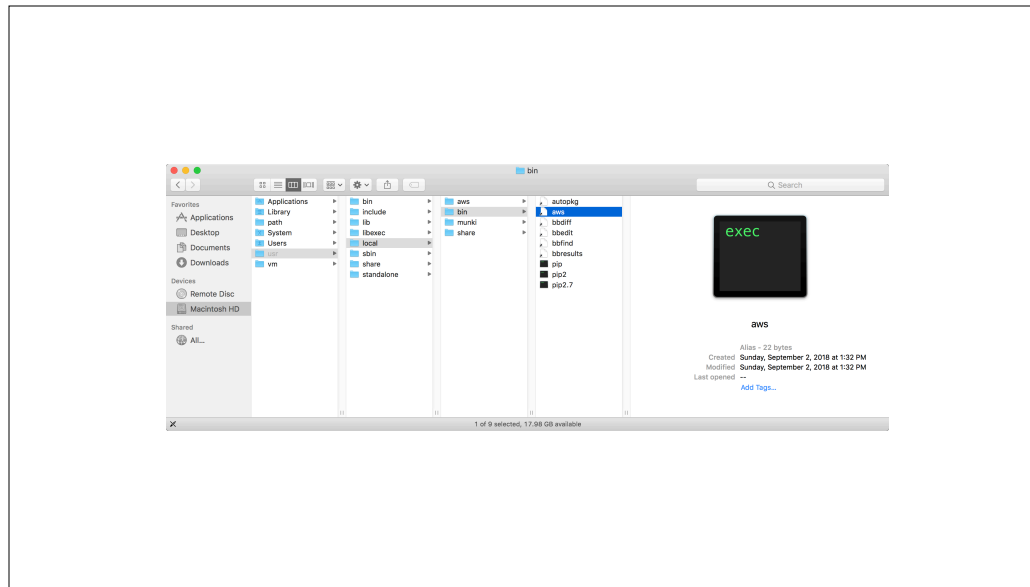 bin
Search
Favorites
Applications
Desktop
Documents
Downloads
Devices
Remote Disc
Macintosh HD
Shared
All...
Applications
Library
path
System
Users
usr
vm
bin
include
lib
libexec
local
sbin
share
standalone
aws
bin
munki
share
autopkg
aws
bbdiff
bbedit
bbfind
bbresults
pip
pip2
pip2.7
exec
aws
Alias - 22 bytes
Created Sunday, September 2, 2018 at 1:32 PM
Modified Sunday, September 2, 2018 at 1:32 PM
Last opened --
Add Tags...
1 of 9 selected, 17.98 GB available